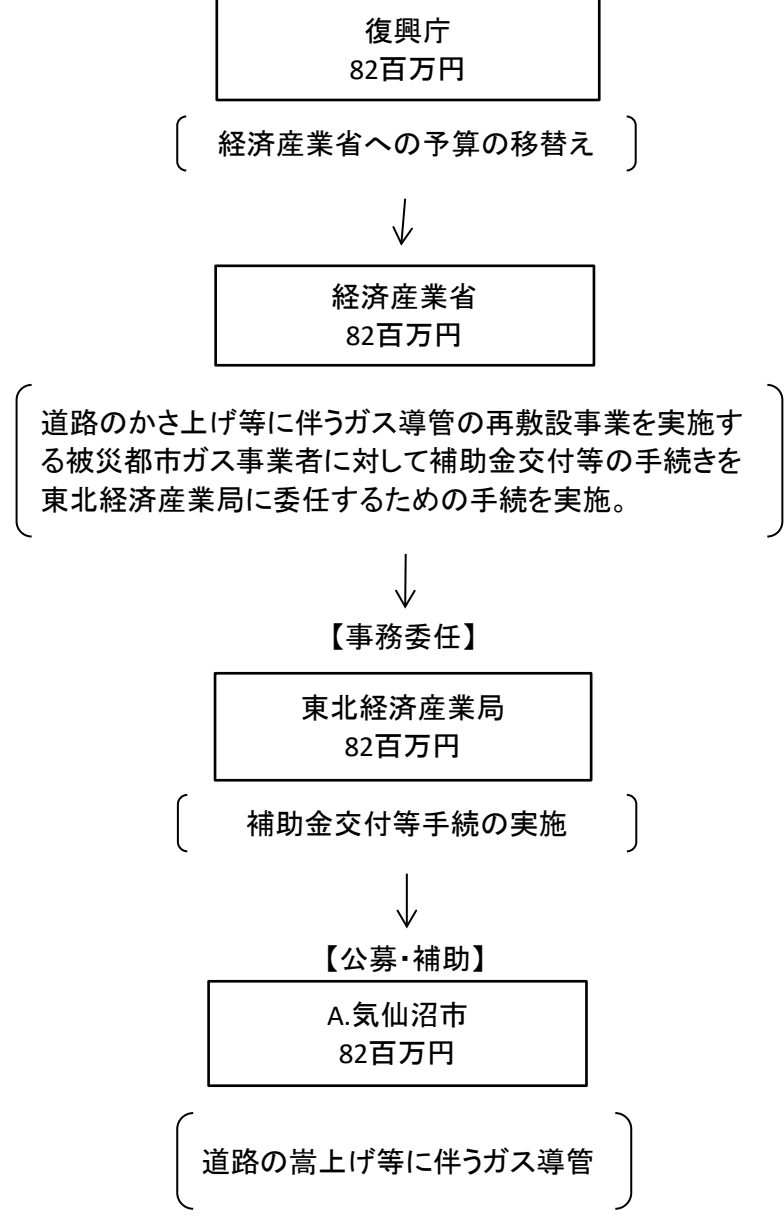 復興庁
82百万円
経済産業省への予算の移替え
経済産業省
82百万円
道路のかさ上げ等に伴うガス導管の再敷設事業を実施す
る被災都市ガス事業者に対して補助金交付等の手続きを
東北経済産業局に委任するための手続を実施。
【事務委任】
東北経済産業局
82百万円
補助金交付等手続の実施
【公募・補助】
A.気仙沼市
82百万円
道路の嵩上げ等に伴うガス導管